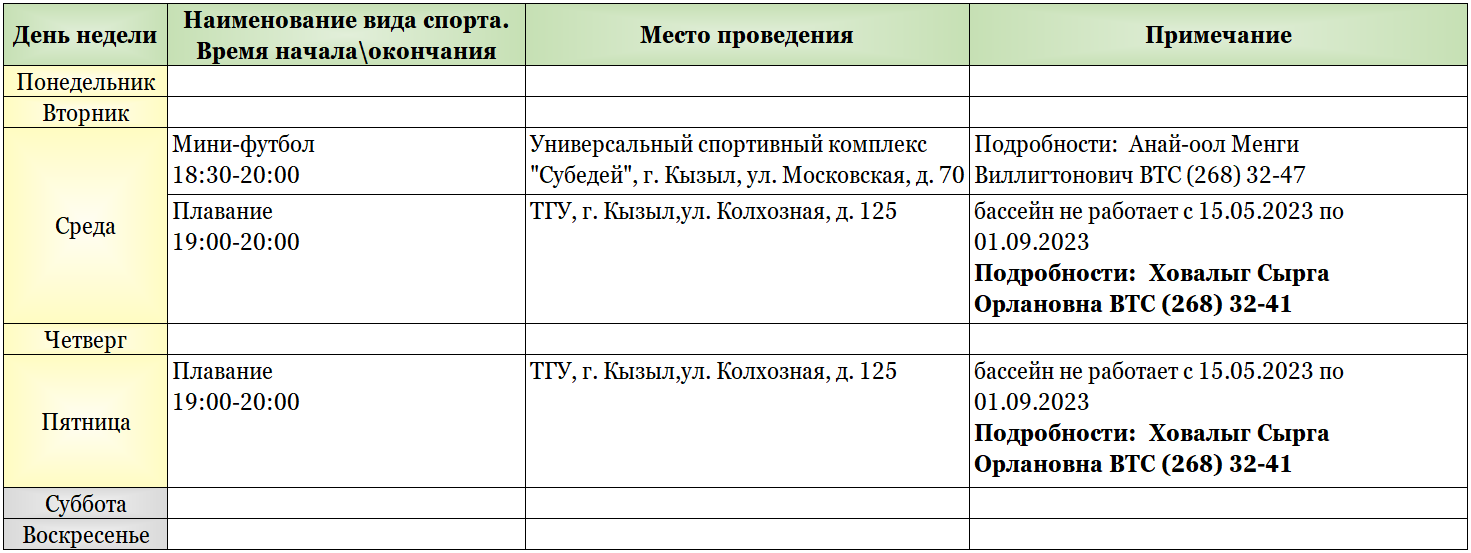 День недели
Наименование вида спорта.
Время начала\окончания
Место проведения
Примечание
Понедельник
Вторник
Среда
Мини-футбол
18:30-20:00
Универсальный спортивный комплекс
"Субедей", г. Кызыл, ул. Московская, д. 70
Подробности:  Анай-оол Менги
Виллигтонович ВТС (268) 32-47
Плавание
19:00-20:00
ТГУ, г. Кызыл,ул. Колхозная, д. 125
бассейн не работает с 15.05.2023 по
01.09.2023
Подробности:  Ховалыг Сырга
Орлановна ВТС (268) 32-41
Четверг
Пятница
Плавание
19:00-20:00
ТГУ, г. Кызыл,ул. Колхозная, д. 125
бассейн не работает с 15.05.2023 по
01.09.2023
Подробности:  Ховалыг Сырга
Орлановна ВТС (268) 32-41
Суббота
Воскресенье